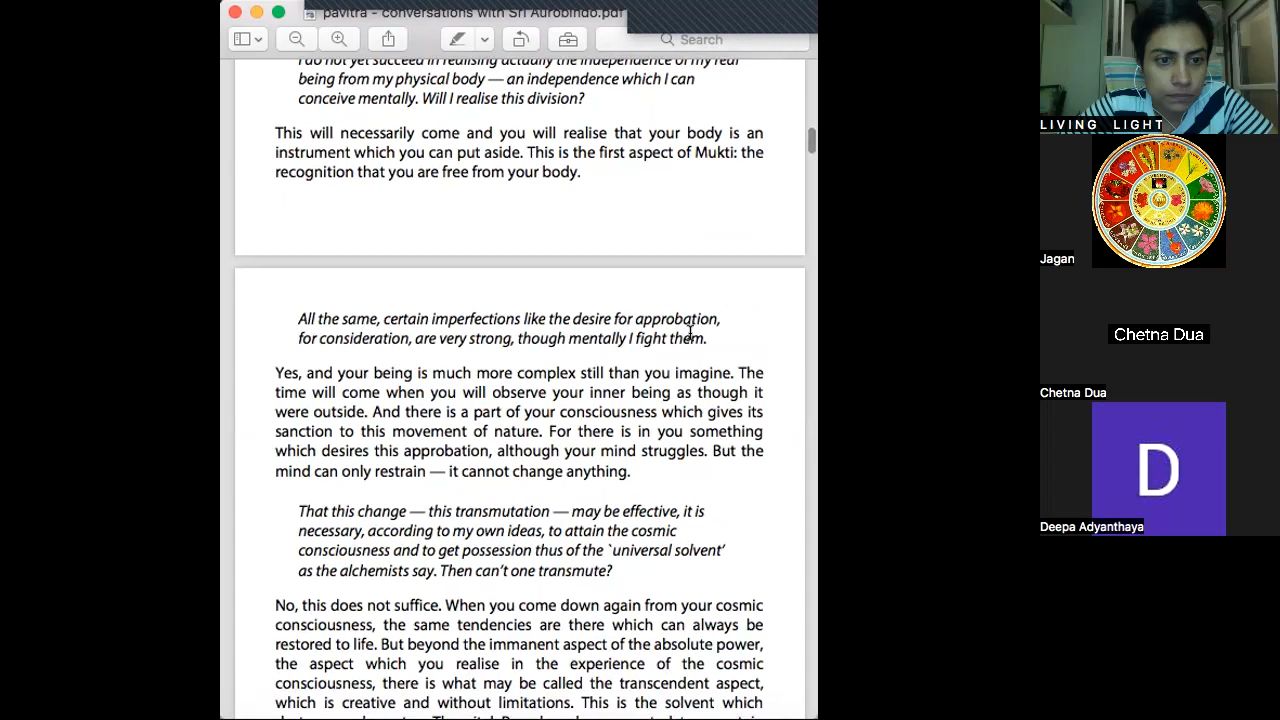 pavitra - conversations with Sri Aurobindo.pdf
Search
I do not yet succeed in realising actually the independence of my real
being from my physical body — an independence which I can
conceive mentally. Will I realise this division?
This will necessarily come and you will realise that your body is an
instrument which you can put aside. This is the first aspect of Mukti: the
recognition that you are free from your body.
All the same, certain imperfections like the desire for approbation,
for consideration, are very strong, though mentally I fight them.
Yes, and your being is much more complex still than you imagine. The
time will come when you will observe your inner being as though it
were outside. And there is a part of your consciousness which gives its
sanction to this movement of nature. For there is in you something
which desires this approbation, although your mind struggles. But the
mind can only restrain — it cannot change anything.
That this change — this transmutation — may be effective, it is
necessary, according to my own ideas, to attain the cosmic
consciousness and to get possession thus of the `universal solvent’
as the alchemists say. Then can’t one transmute?
No, this does not suffice. When you come down again from your cosmic
consciousness, the same tendencies are there which can always be
restored to life. But beyond the immanent aspect of the absolute power,
the aspect which you realise in the experience of the cosmic
consciousness, there is what may be called the transcendent aspect,
which is creative and without limitations. This is the solvent which
LIVING LIGHT
Jagan
Chetna Dua
Chetna Dua
D
Deepa Adyanthaya